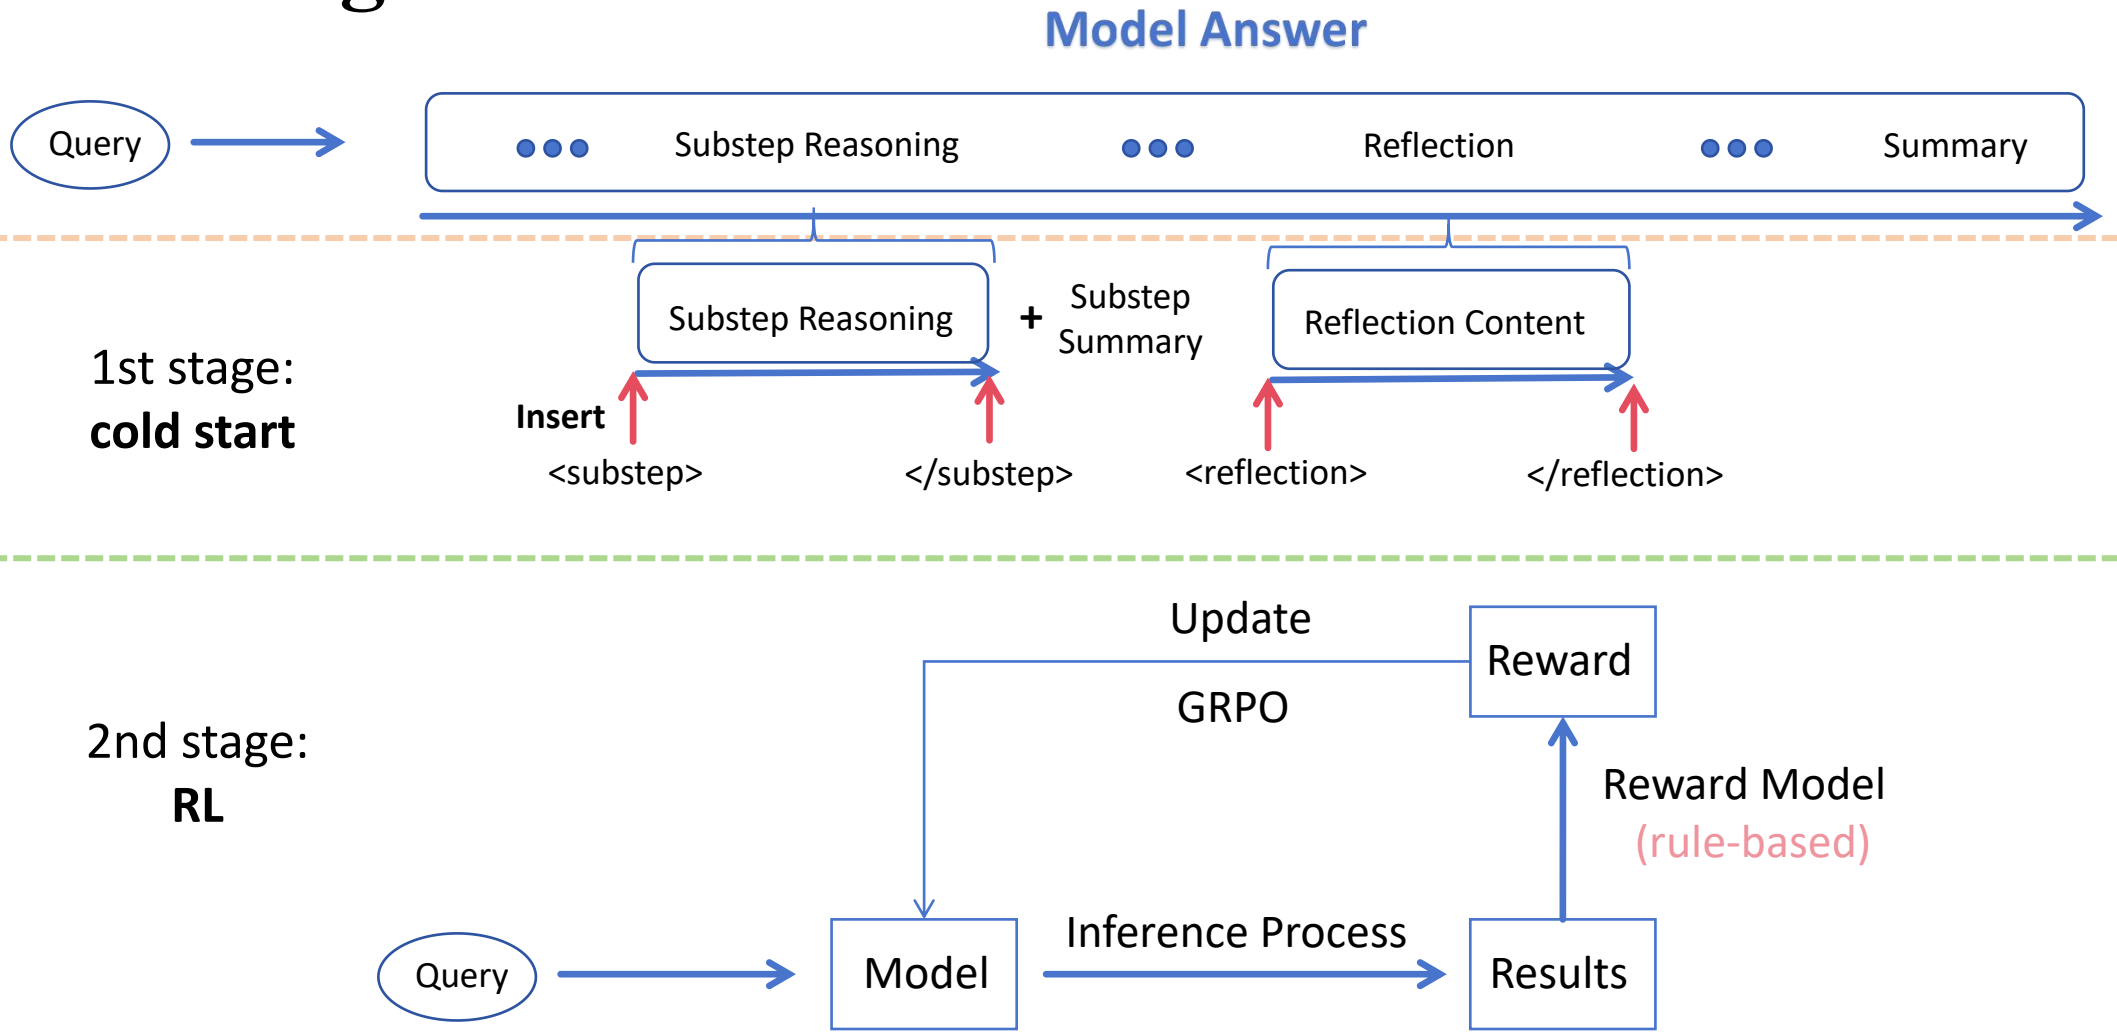 Model Answer
Query
Substep Reasoning
Reflection
Summary
Substep Reasoning
+
Substep
Summary
Reflection Content
1st stage:
cold start
Insert
<substep>
</substep>
<reflection>
</reflection>
Update
GRPO
Reward
2nd stage:
RL
Reward Model
(rule-based)
Query
Model
Inference Process
Results